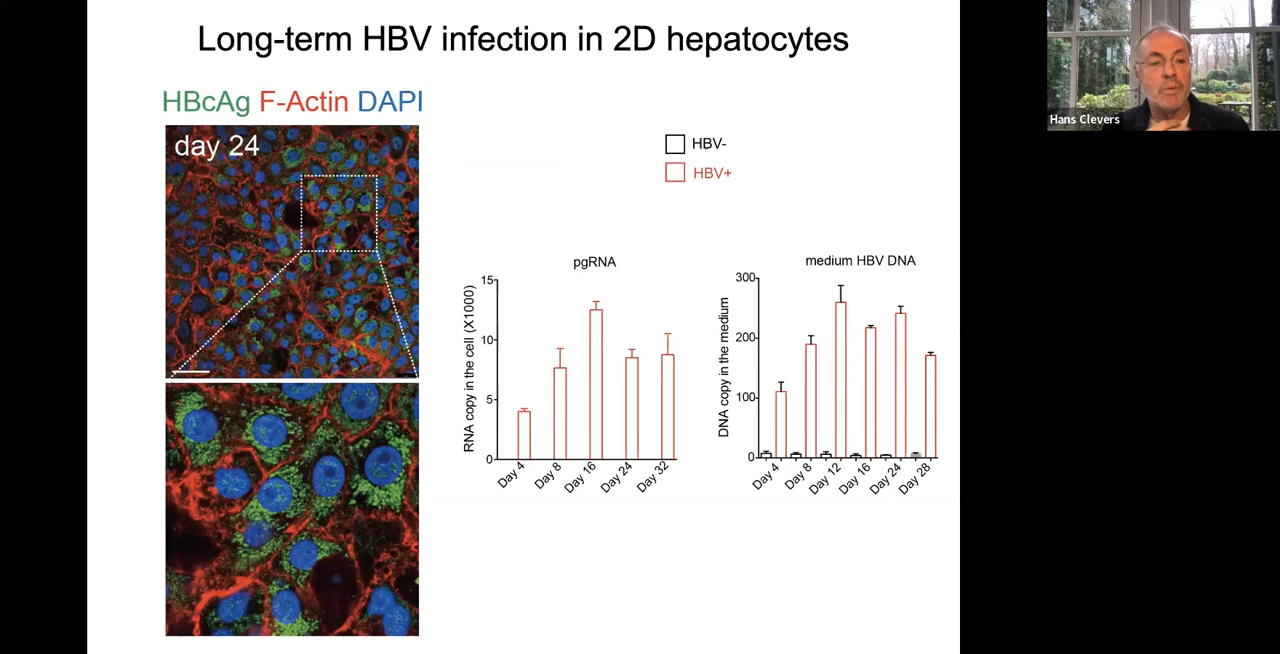 Long-term HBV infection in 2D hepatocytes
Hans Clevers
HBcAg F-Actin DAPI
day 24
HBV-
HBV+
pgRNA
RNA copy in the cell (X1000)
15
10
5
0
Day 4
Day 8
Day 16
Day 24
Day 32
medium HBV DNA
DNA copy in the medium
300
200
100
0
Day 4
Day 8
Day 12
Day 16
Day 24
Day 28